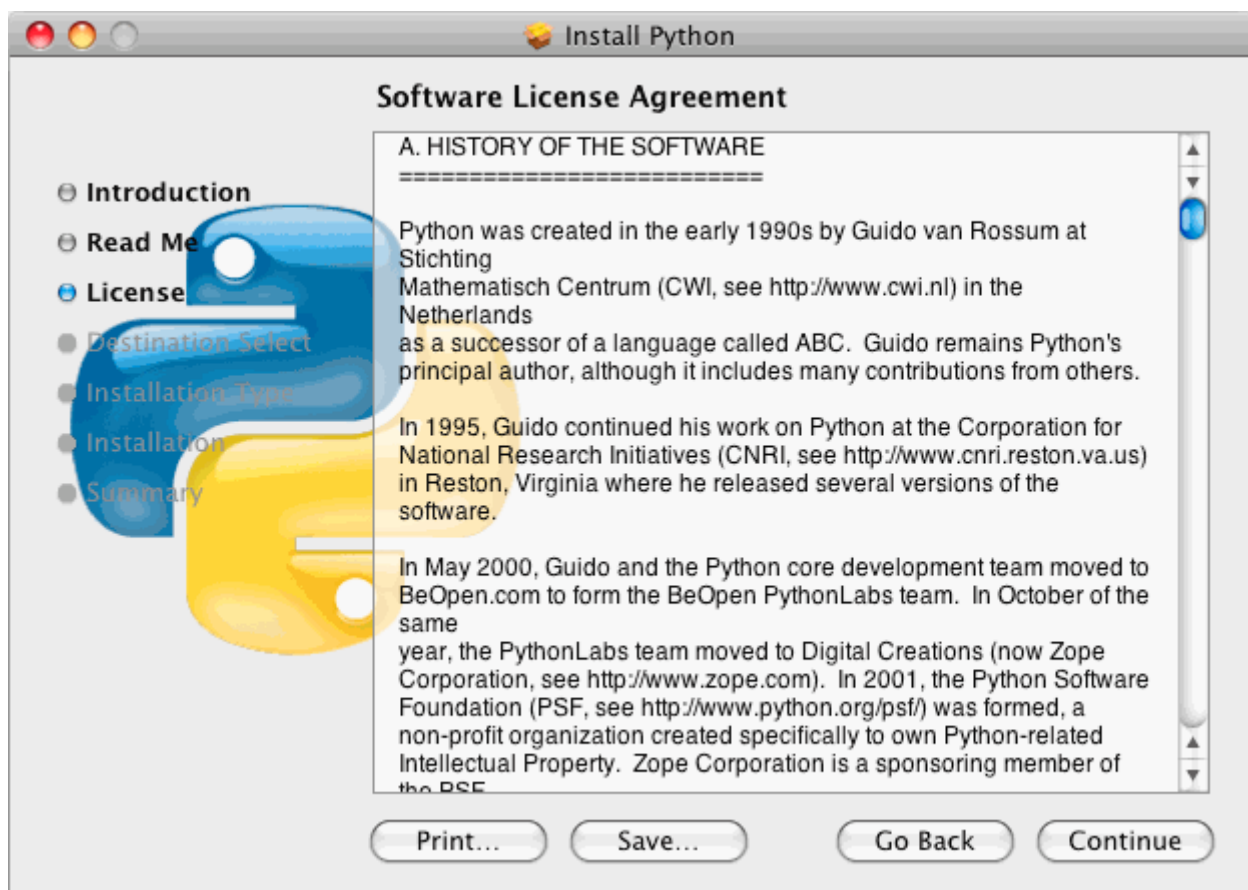 Install Python
Software License Agreement
Introduction
Read Me
License
Destination Select
Installation Type
Installation
Summary
A. HISTORY OF THE SOFTWARE
==========================
Python was created in the early 1990s by Guido van Rossum at
Stichting
Mathematisch Centrum (CWI, see http://www.cwi.nl) in the
Netherlands
as a successor of a language called ABC.  Guido remains Python's
principal author, although it includes many contributions from others.
In 1995, Guido continued his work on Python at the Corporation for
National Research Initiatives (CNRI, see http://www.cnri.reston.va.us)
in Reston, Virginia where he released several versions of the
software.
In May 2000, Guido and the Python core development team moved to
BeOpen.com to form the BeOpen PythonLabs team.  In October of the
same
year, the PythonLabs team moved to Digital Creations (now Zope
Corporation, see http://www.zope.com).  In 2001, the Python Software
Foundation (PSF, see http://www.python.org/psf/) was formed, a
non-profit organization created specifically to own Python-related
Intellectual Property.  Zope Corporation is a sponsoring member of
the PSF
Print...
Save...
Go Back
Continue